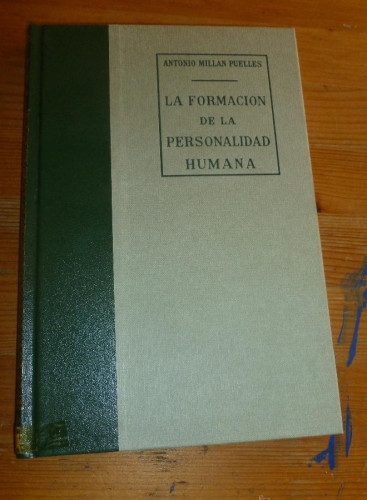 ANTONIO MILLAN PUELLES
LA FORMACION
DE LA
PERSONALIDAD
HUMANA